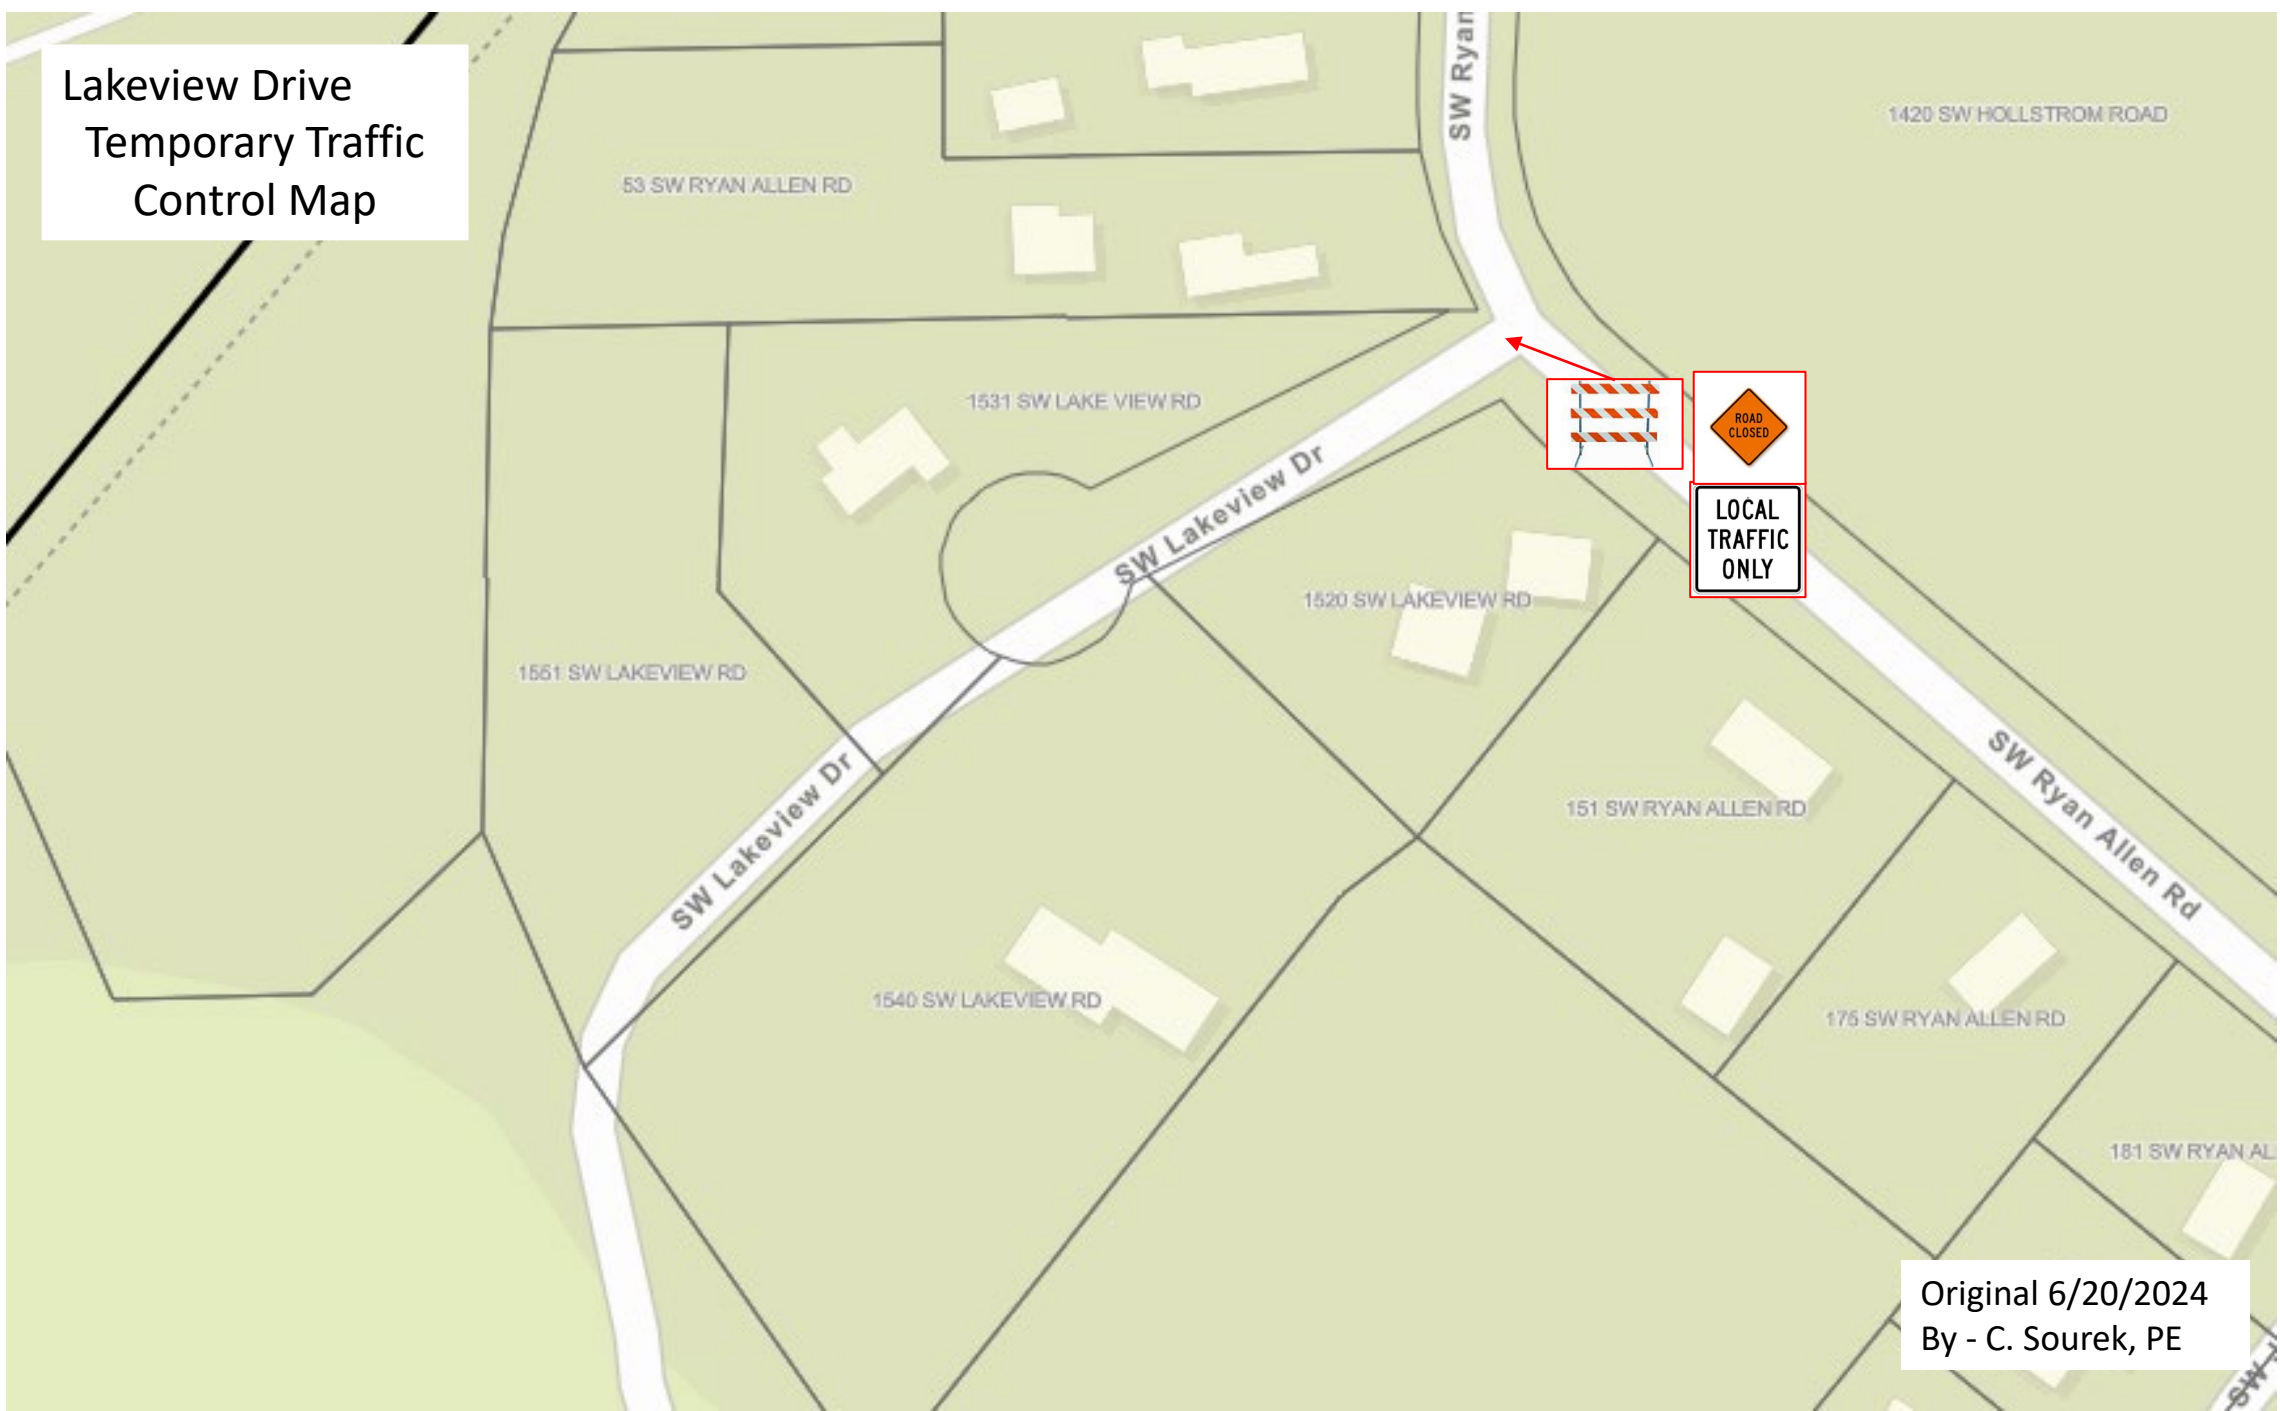 Lakeview Drive
Temporary Traffic
Control Map
SW Ryan
1420 SW HOLLSTROM ROAD
53 SW RYAN ALLEN RD
1531 SW LAKE VIEW RD
ROAD
CLOSED
LOCAL
TRAFFIC
ONLY
SW Lakeview Dr
1520 SW LAKEVIEW RD
1551 SW LAKEVIEW RD
SW Lakeview Dr
151 SW RYAN ALLEN RD
SW Ryan Allen Rd
1540 SW LAKEVIEW RD
175 SW RYAN ALLEN RD
181 SW RYAN AL
Original 6/20/2024
By - C. Sourek, PE
SW